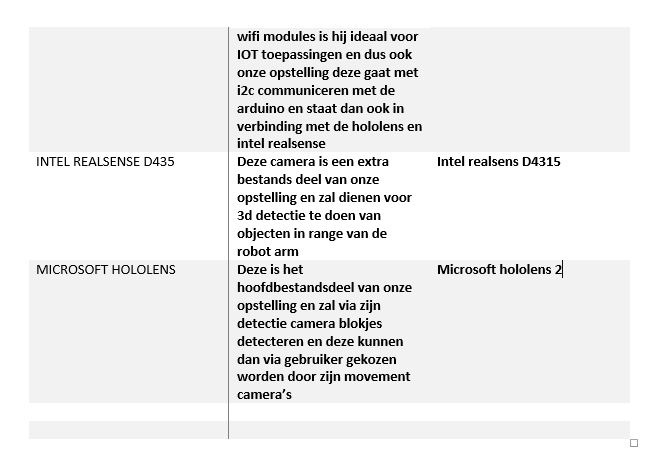 wifi modules is hij ideaal voor
IOT toepassingen en dus ook
onze opstelling deze gaat met
i2c communiceren met de
arduino en staat dan ook in
verbinding met de hololens en
intel realsense
INTEL REALSENSE D435
Deze camera is een extra
bestands deel van onze
opstelling en zal dienen voor
3d detectie te doen van
objecten in range van de
robot arm
Intel realsens D4315
MICROSOFT HOLOLENS
Deze is het
hoofdbestandsdeel van onze
opstelling en zal via zijn
detectie camera blokjes
detecteren en deze kunnen
dan via gebruiker gekozen
worden door zijn movement
camera’s
Microsoft hololens 2